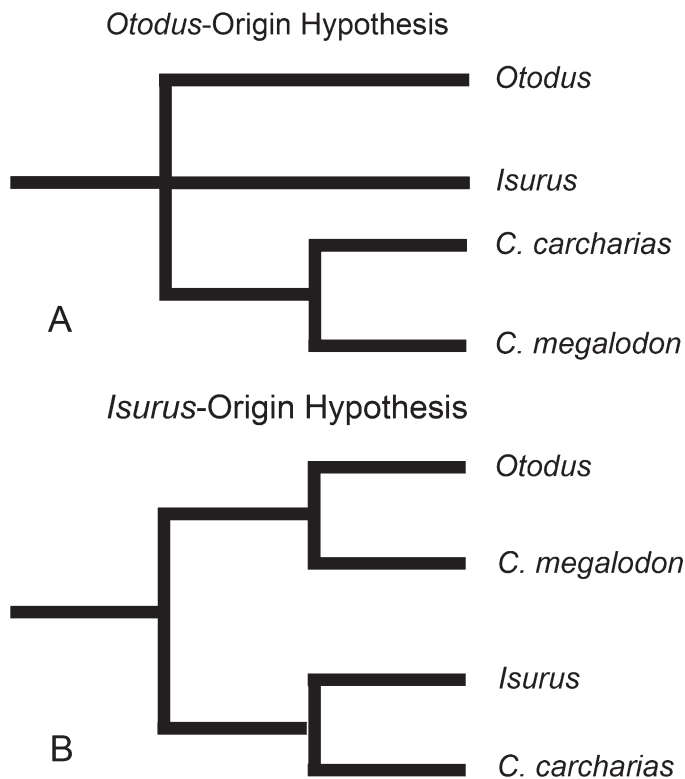 Otodus-Origin Hypothesis
Otodus
Isurus
C. carcharias
A
C. megalodon
Isurus-Origin Hypothesis
Otodus
C. megalodon
Isurus
B
C. carcharias